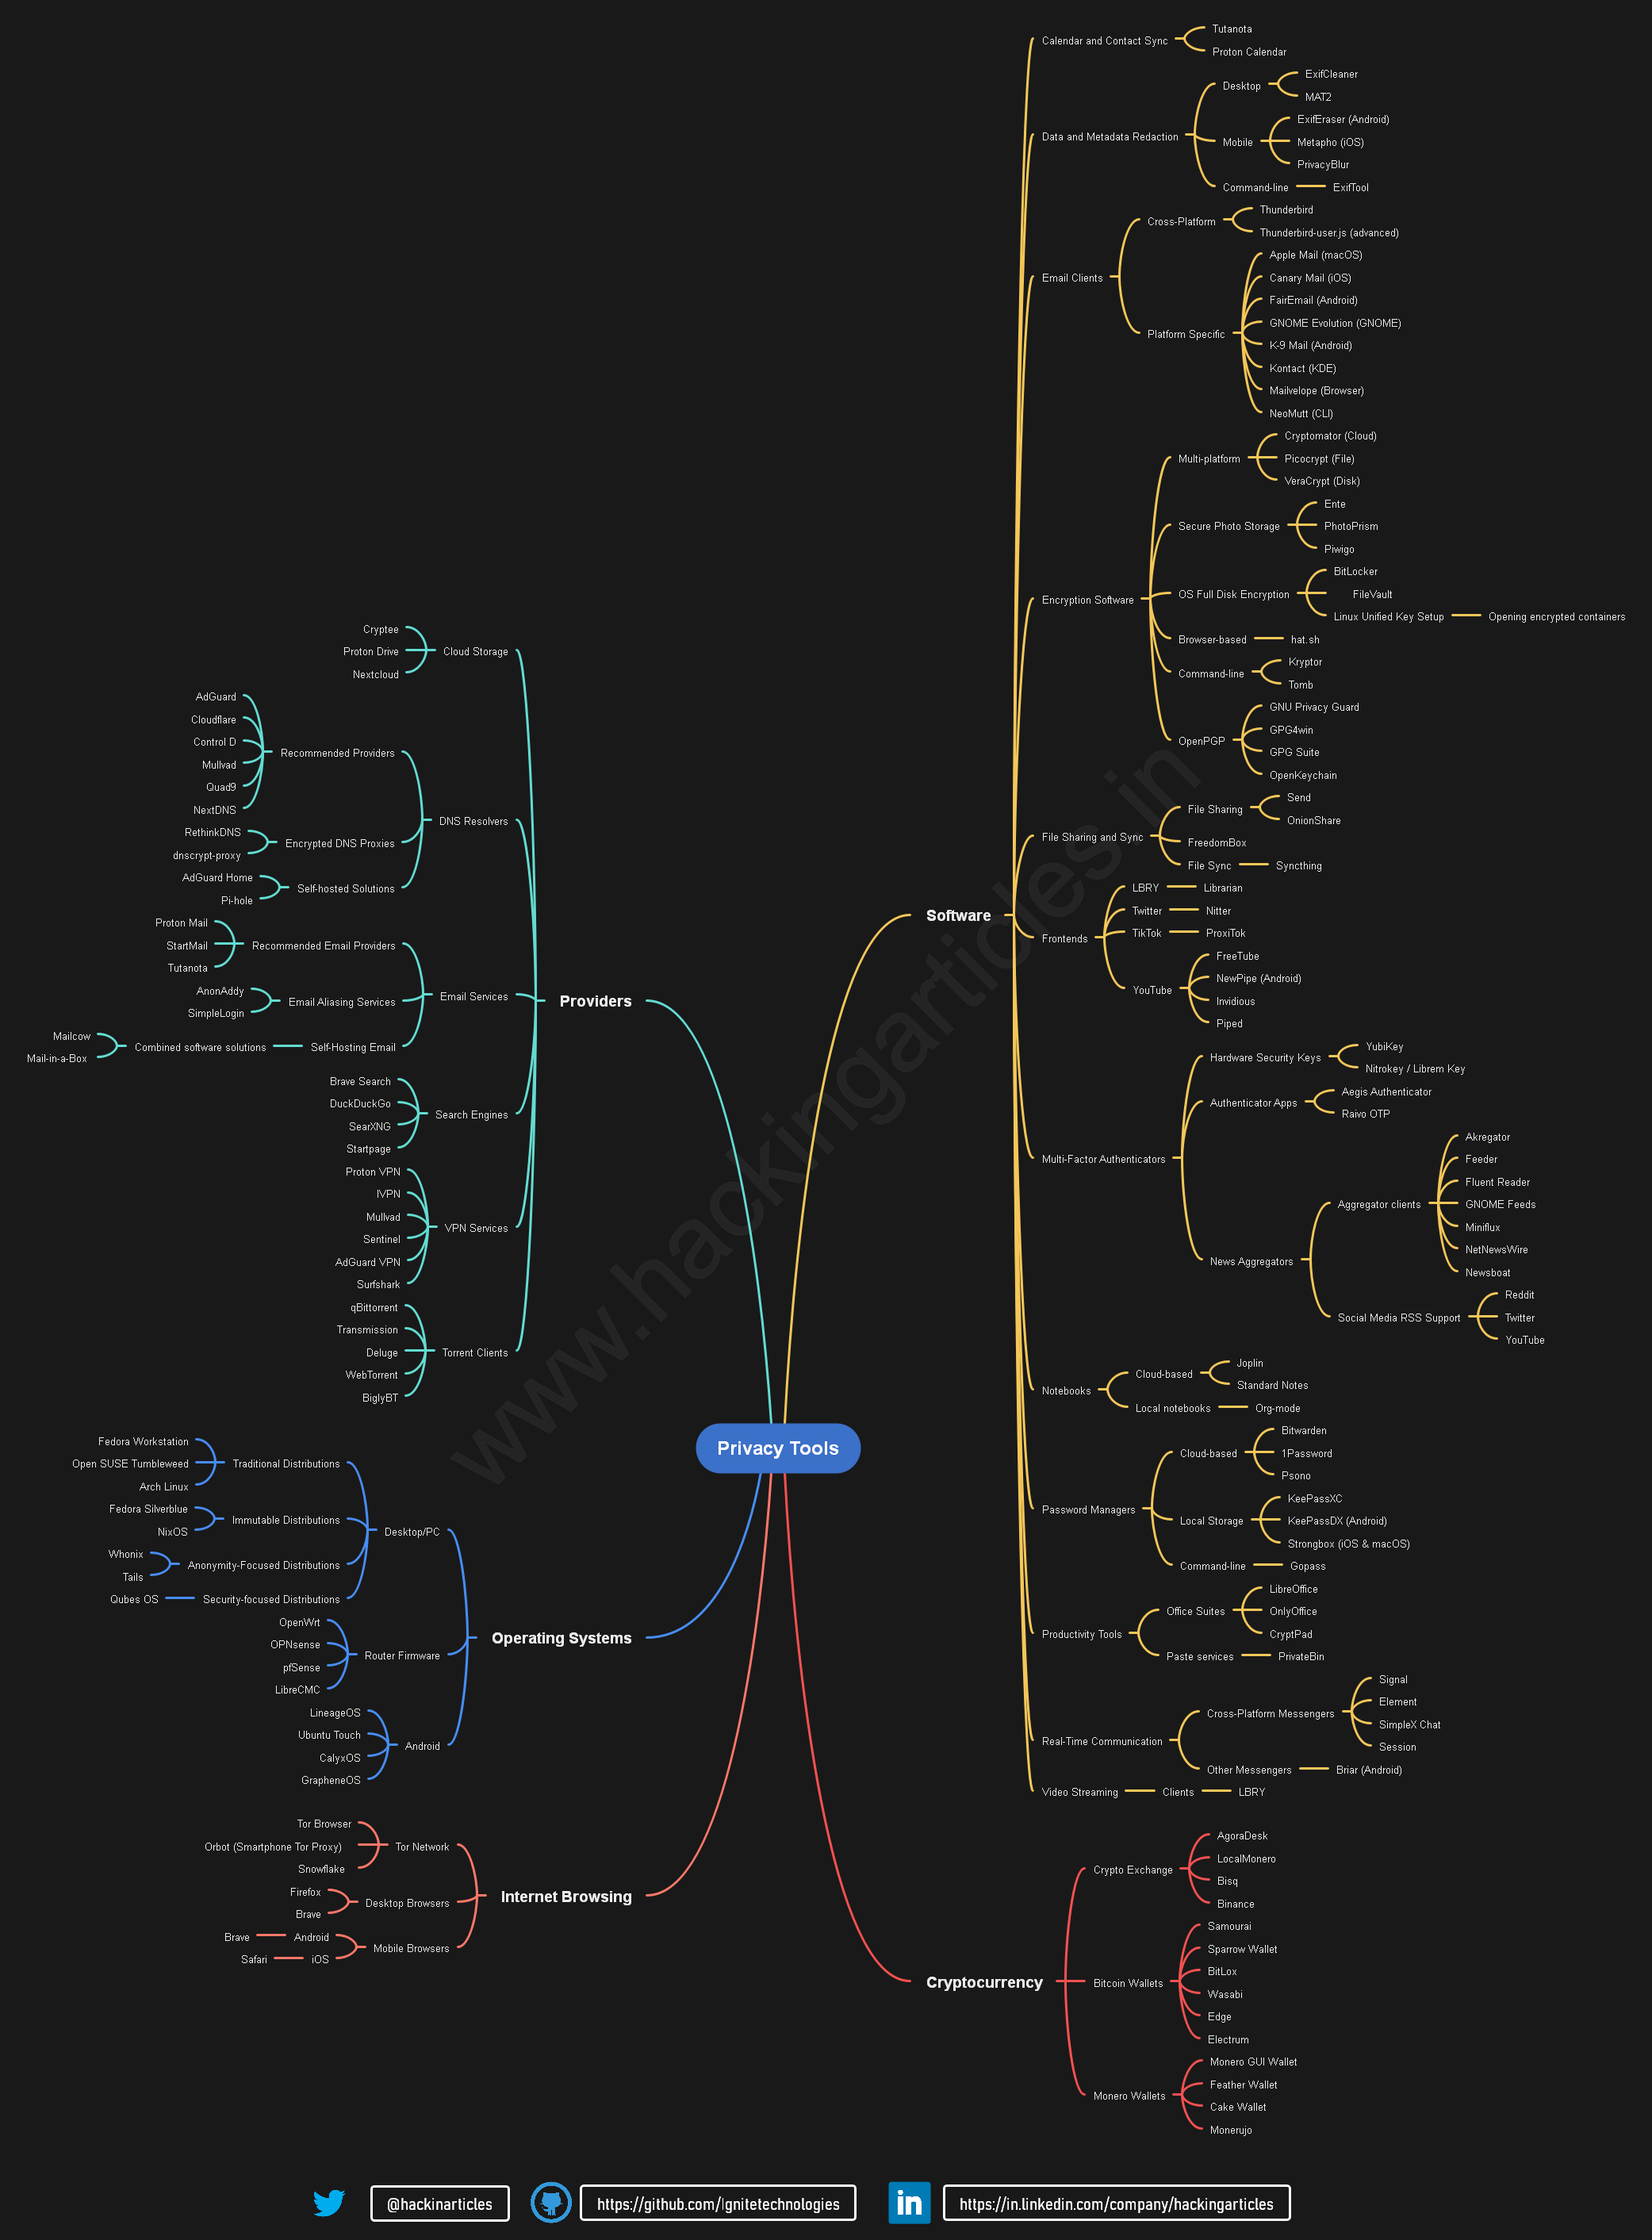 Privacy Tools
Software
Calendar and Contact Sync
Tutanota
Proton Calendar
Data and Metadata Redaction
Desktop
ExifCleaner
MAT2
Mobile
ExifEraser (Android)
Metapho (iOS)
PrivacyBlur
Command-line
ExifTool
Email Clients
Cross-Platform
Thunderbird
Thunderbird-user.js (advanced)
Platform Specific
Apple Mail (macOS)
Canary Mail (iOS)
FairEmail (Android)
GNOME Evolution (GNOME)
K-9 Mail (Android)
Kontact (KDE)
Mailvelope (Browser)
NeoMutt (CLI)
Encryption Software
Multi-platform
Cryptomator (Cloud)
Picocrypt (File)
VeraCrypt (Disk)
Secure Photo Storage
Ente
PhotoPrism
Piwigo
OS Full Disk Encryption
BitLocker
FileVault
Linux Unified Key Setup
Opening encrypted containers
Browser-based
hat.sh
Command-line
Kryptor
Tomb
OpenPGP
GNU Privacy Guard
GPG4win
GPG Suite
OpenKeychain
File Sharing and Sync
File Sharing
Send
OnionShare
FreedomBox
File Sync
Syncthing
Frontends
LBRY
Librarian
Twitter
Nitter
TikTok
ProxiTok
YouTube
FreeTube
NewPipe (Android)
Invidious
Piped
Multi-Factor Authenticators
Hardware Security Keys
YubiKey
Nitrokey / Librem Key
Authenticator Apps
Aegis Authenticator
Raivo OTP
News Aggregators
Aggregator clients
Akregator
Feeder
Fluent Reader
GNOME Feeds
Miniflux
NetNewsWire
Newsboat
Social Media RSS Support
Reddit
Twitter
YouTube
Notebooks
Cloud-based
Joplin
Standard Notes
Local notebooks
Org-mode
Password Managers
Cloud-based
Bitwarden
1Password
Psono
Local Storage
KeePassXC
KeePassDX (Android)
Strongbox (iOS & macOS)
Command-line
Gopass
Productivity Tools
Office Suites
LibreOffice
OnlyOffice
CryptPad
Paste services
PrivateBin
Real-Time Communication
Cross-Platform Messengers
Signal
Element
SimpleX Chat
Session
Other Messengers
Briar (Android)
Video Streaming
Clients
LBRY
Cryptocurrency
Crypto Exchange
AgoraDesk
LocalMonero
Bisq
Binance
Bitcoin Wallets
Samourai
Sparrow Wallet
BitLox
Wasabi
Edge
Electrum
Monero Wallets
Monero GUI Wallet
Feather Wallet
Cake Wallet
Monerujo
Providers
Cloud Storage
Cryptee
Proton Drive
Nextcloud
DNS Resolvers
Recommended Providers
AdGuard
Cloudflare
Control D
Mullvad
Quad9
NextDNS
Encrypted DNS Proxies
RethinkDNS
dnscrypt-proxy
Self-hosted Solutions
AdGuard Home
Pi-hole
Email Services
Recommended Email Providers
Proton Mail
StartMail
Tutanota
Email Aliasing Services
AnonAddy
SimpleLogin
Self-Hosting Email
Combined software solutions
Mailcow
Mail-in-a-Box
Search Engines
Brave Search
DuckDuckGo
SearXNG
Startpage
VPN Services
Proton VPN
IVPN
Mullvad
Sentinel
AdGuard VPN
Surfshark
Torrent Clients
qBittorrent
Transmission
Deluge
WebTorrent
BiglyBT
Operating Systems
Desktop/PC
Traditional Distributions
Fedora Workstation
Open SUSE Tumbleweed
Arch Linux
Immutable Distributions
Fedora Silverblue
NixOS
Anonymity-Focused Distributions
Whonix
Tails
Security-focused Distributions
Qubes OS
Router Firmware
OpenWrt
OPNsense
pfSense
LibreCMC
Android
LineageOS
Ubuntu Touch
CalyxOS
GrapheneOS
Internet Browsing
Tor Network
Tor Browser
Orbot (Smartphone Tor Proxy)
Snowflake
Desktop Browsers
Firefox
Brave
Mobile Browsers
Android
Brave
iOS
Safari
www.hackingarticles.in
@hackinarticles
https://github.com/Ignitetechnologies
in
https://in.linkedin.com/company/hackingarticles